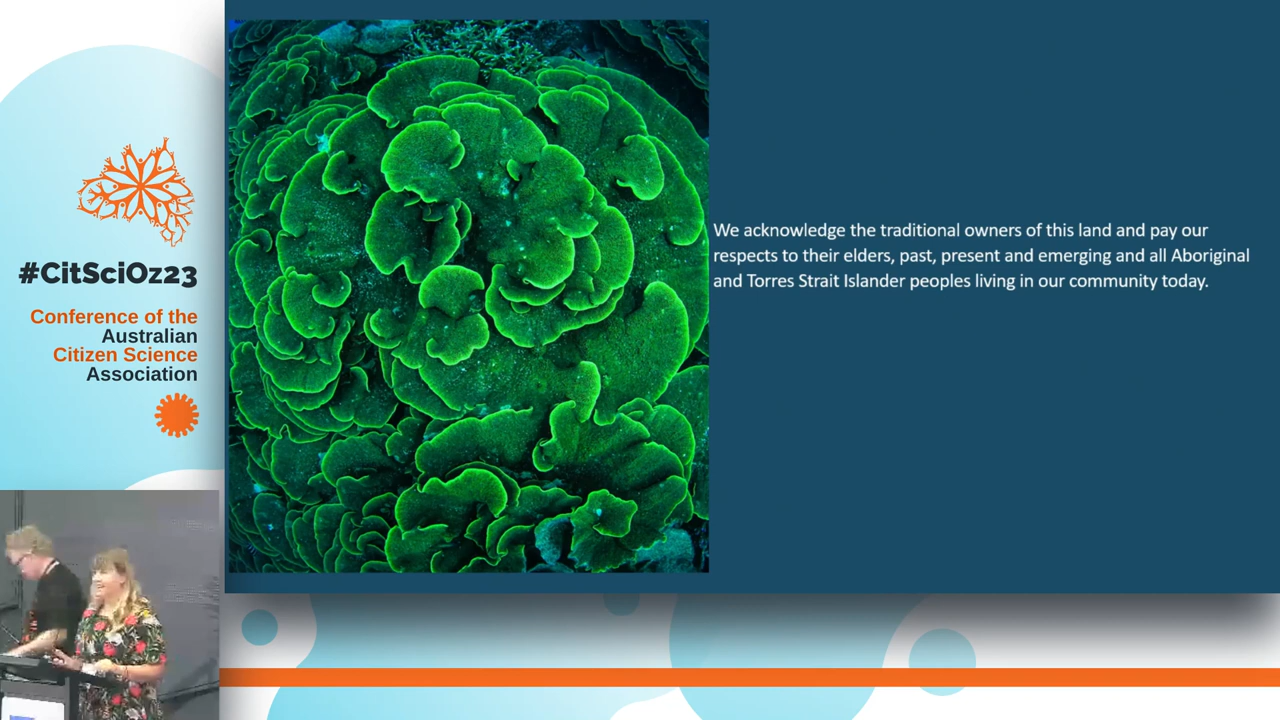 #CitSciOz23
Conference of the
Australian
Citizen Science
Association
We acknowledge the traditional owners of this land and pay our
respects to their elders, past, present and emerging and all Aboriginal
and Torres Strait Islander peoples living in our community today.